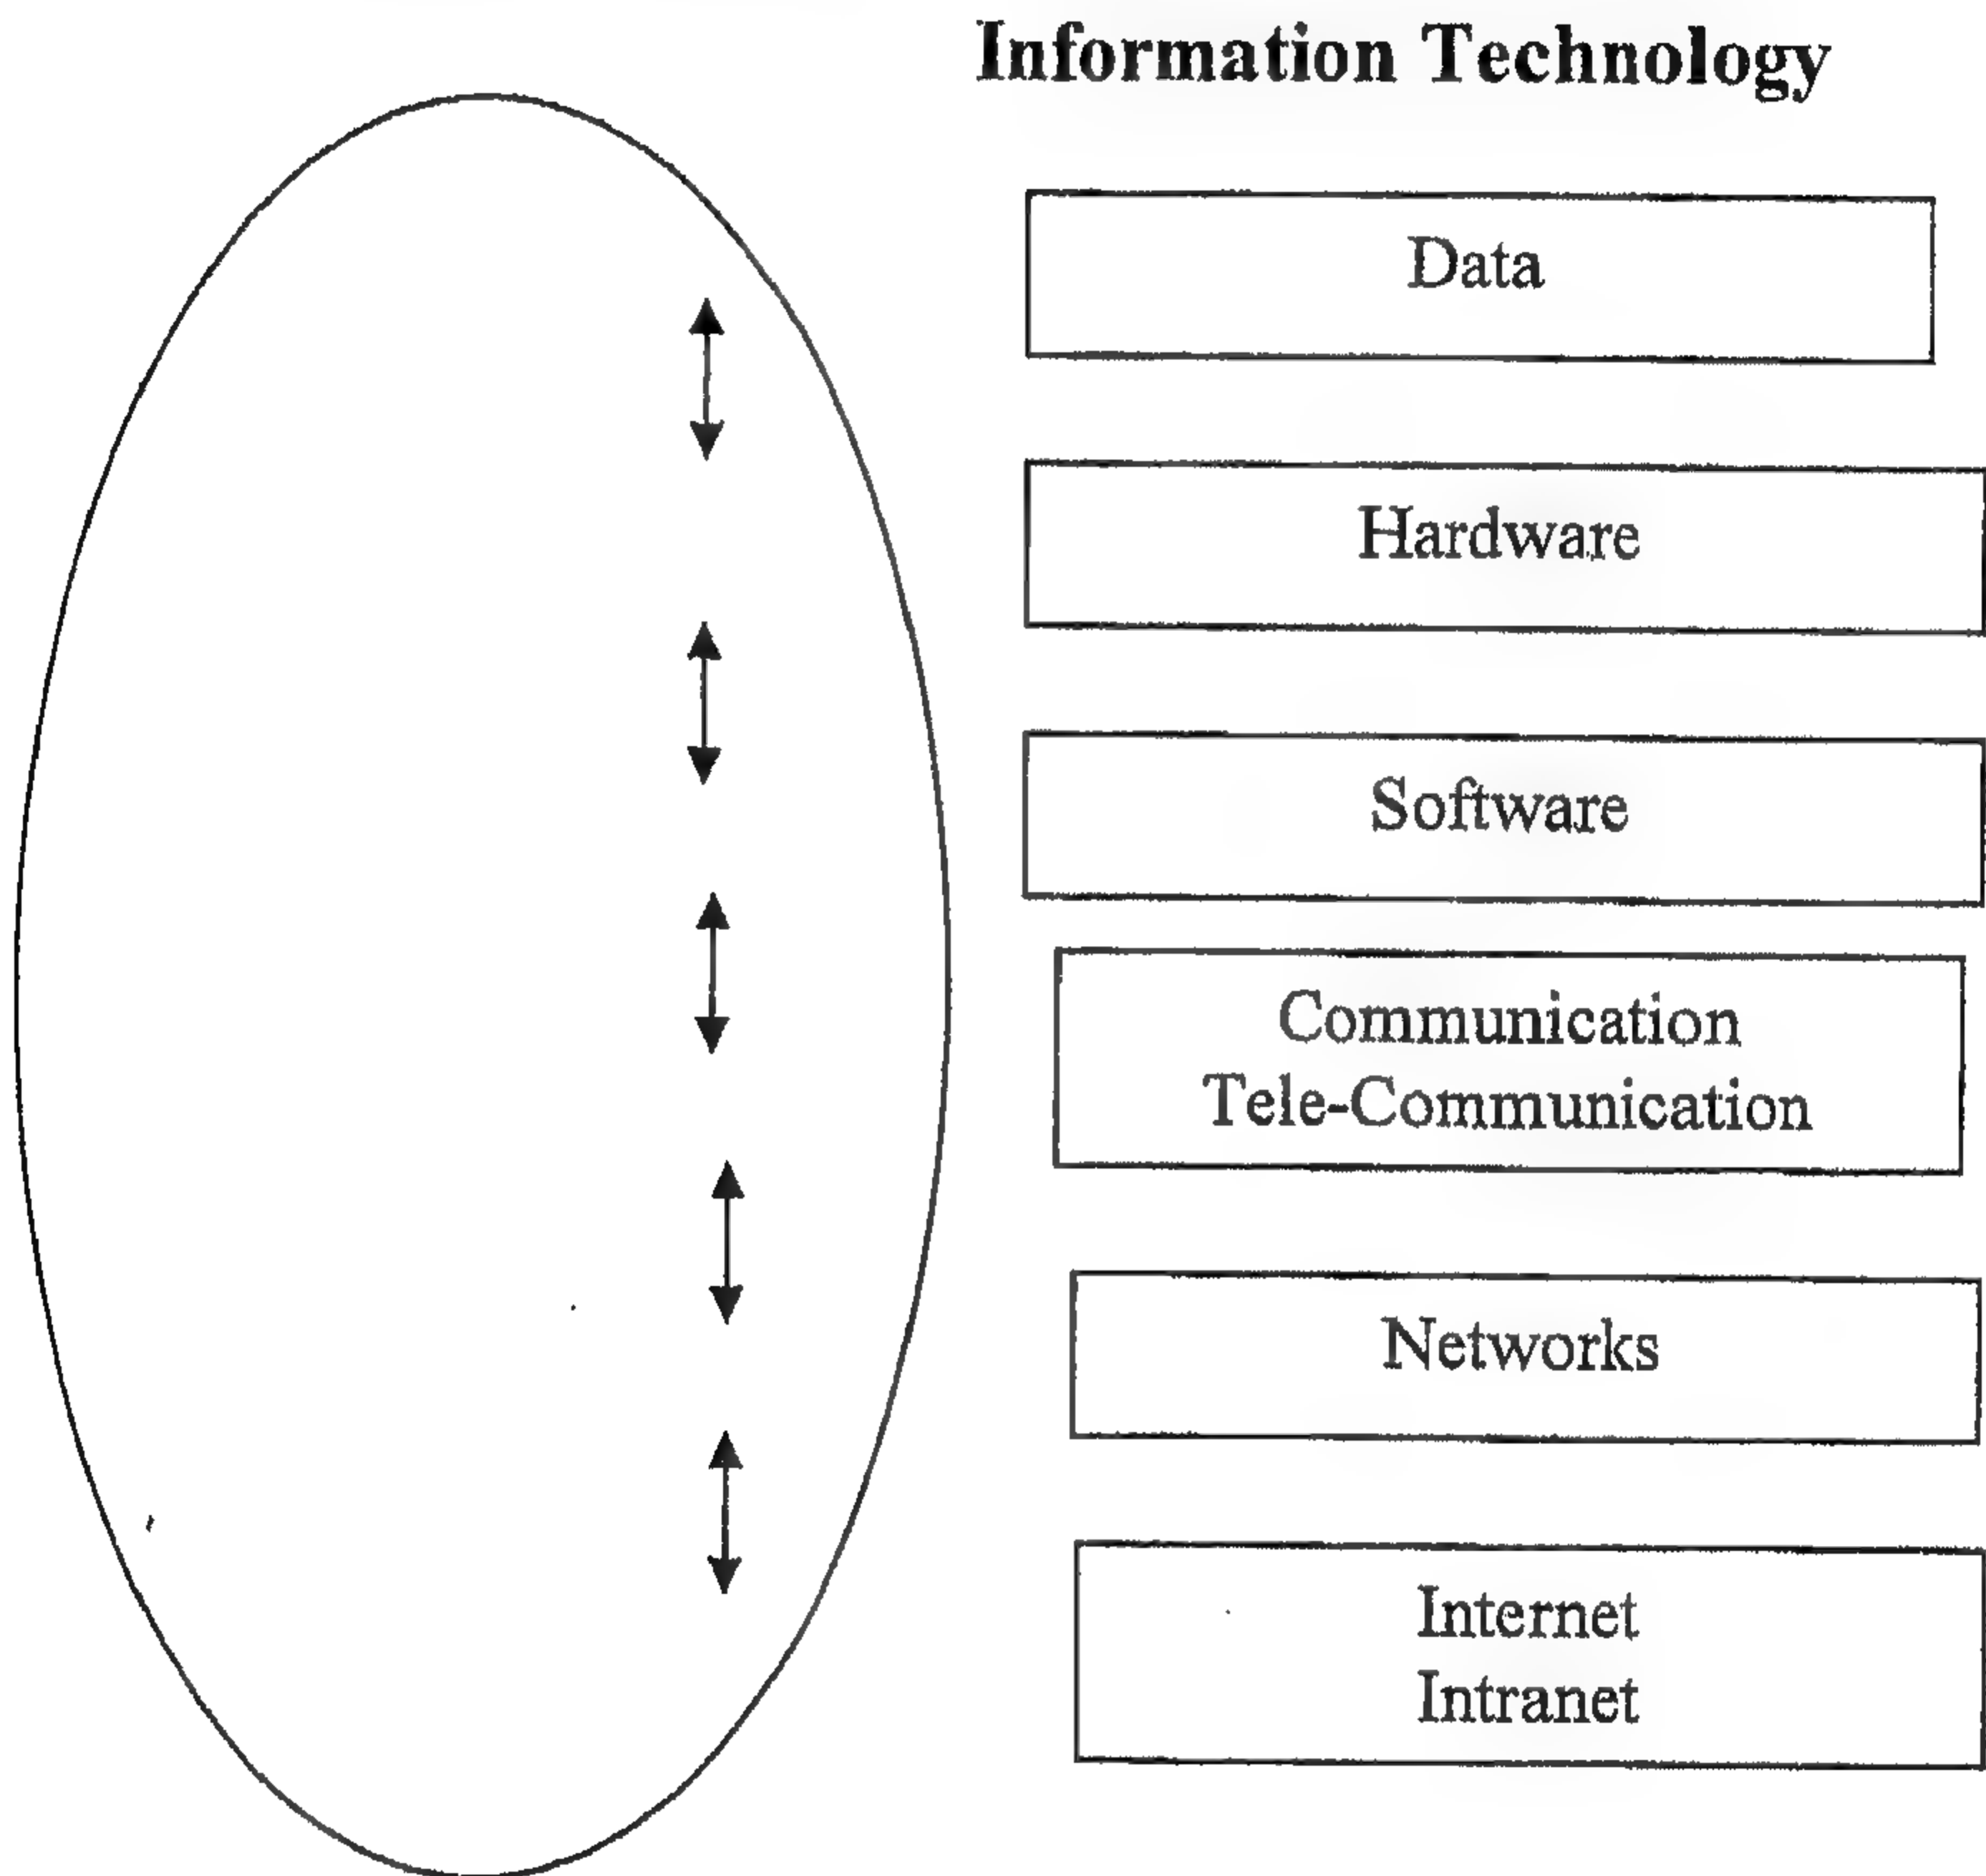 Information Technology
Data
Hardware
Software
Communication
Tele-Communication
Networks
Internet
Intranet